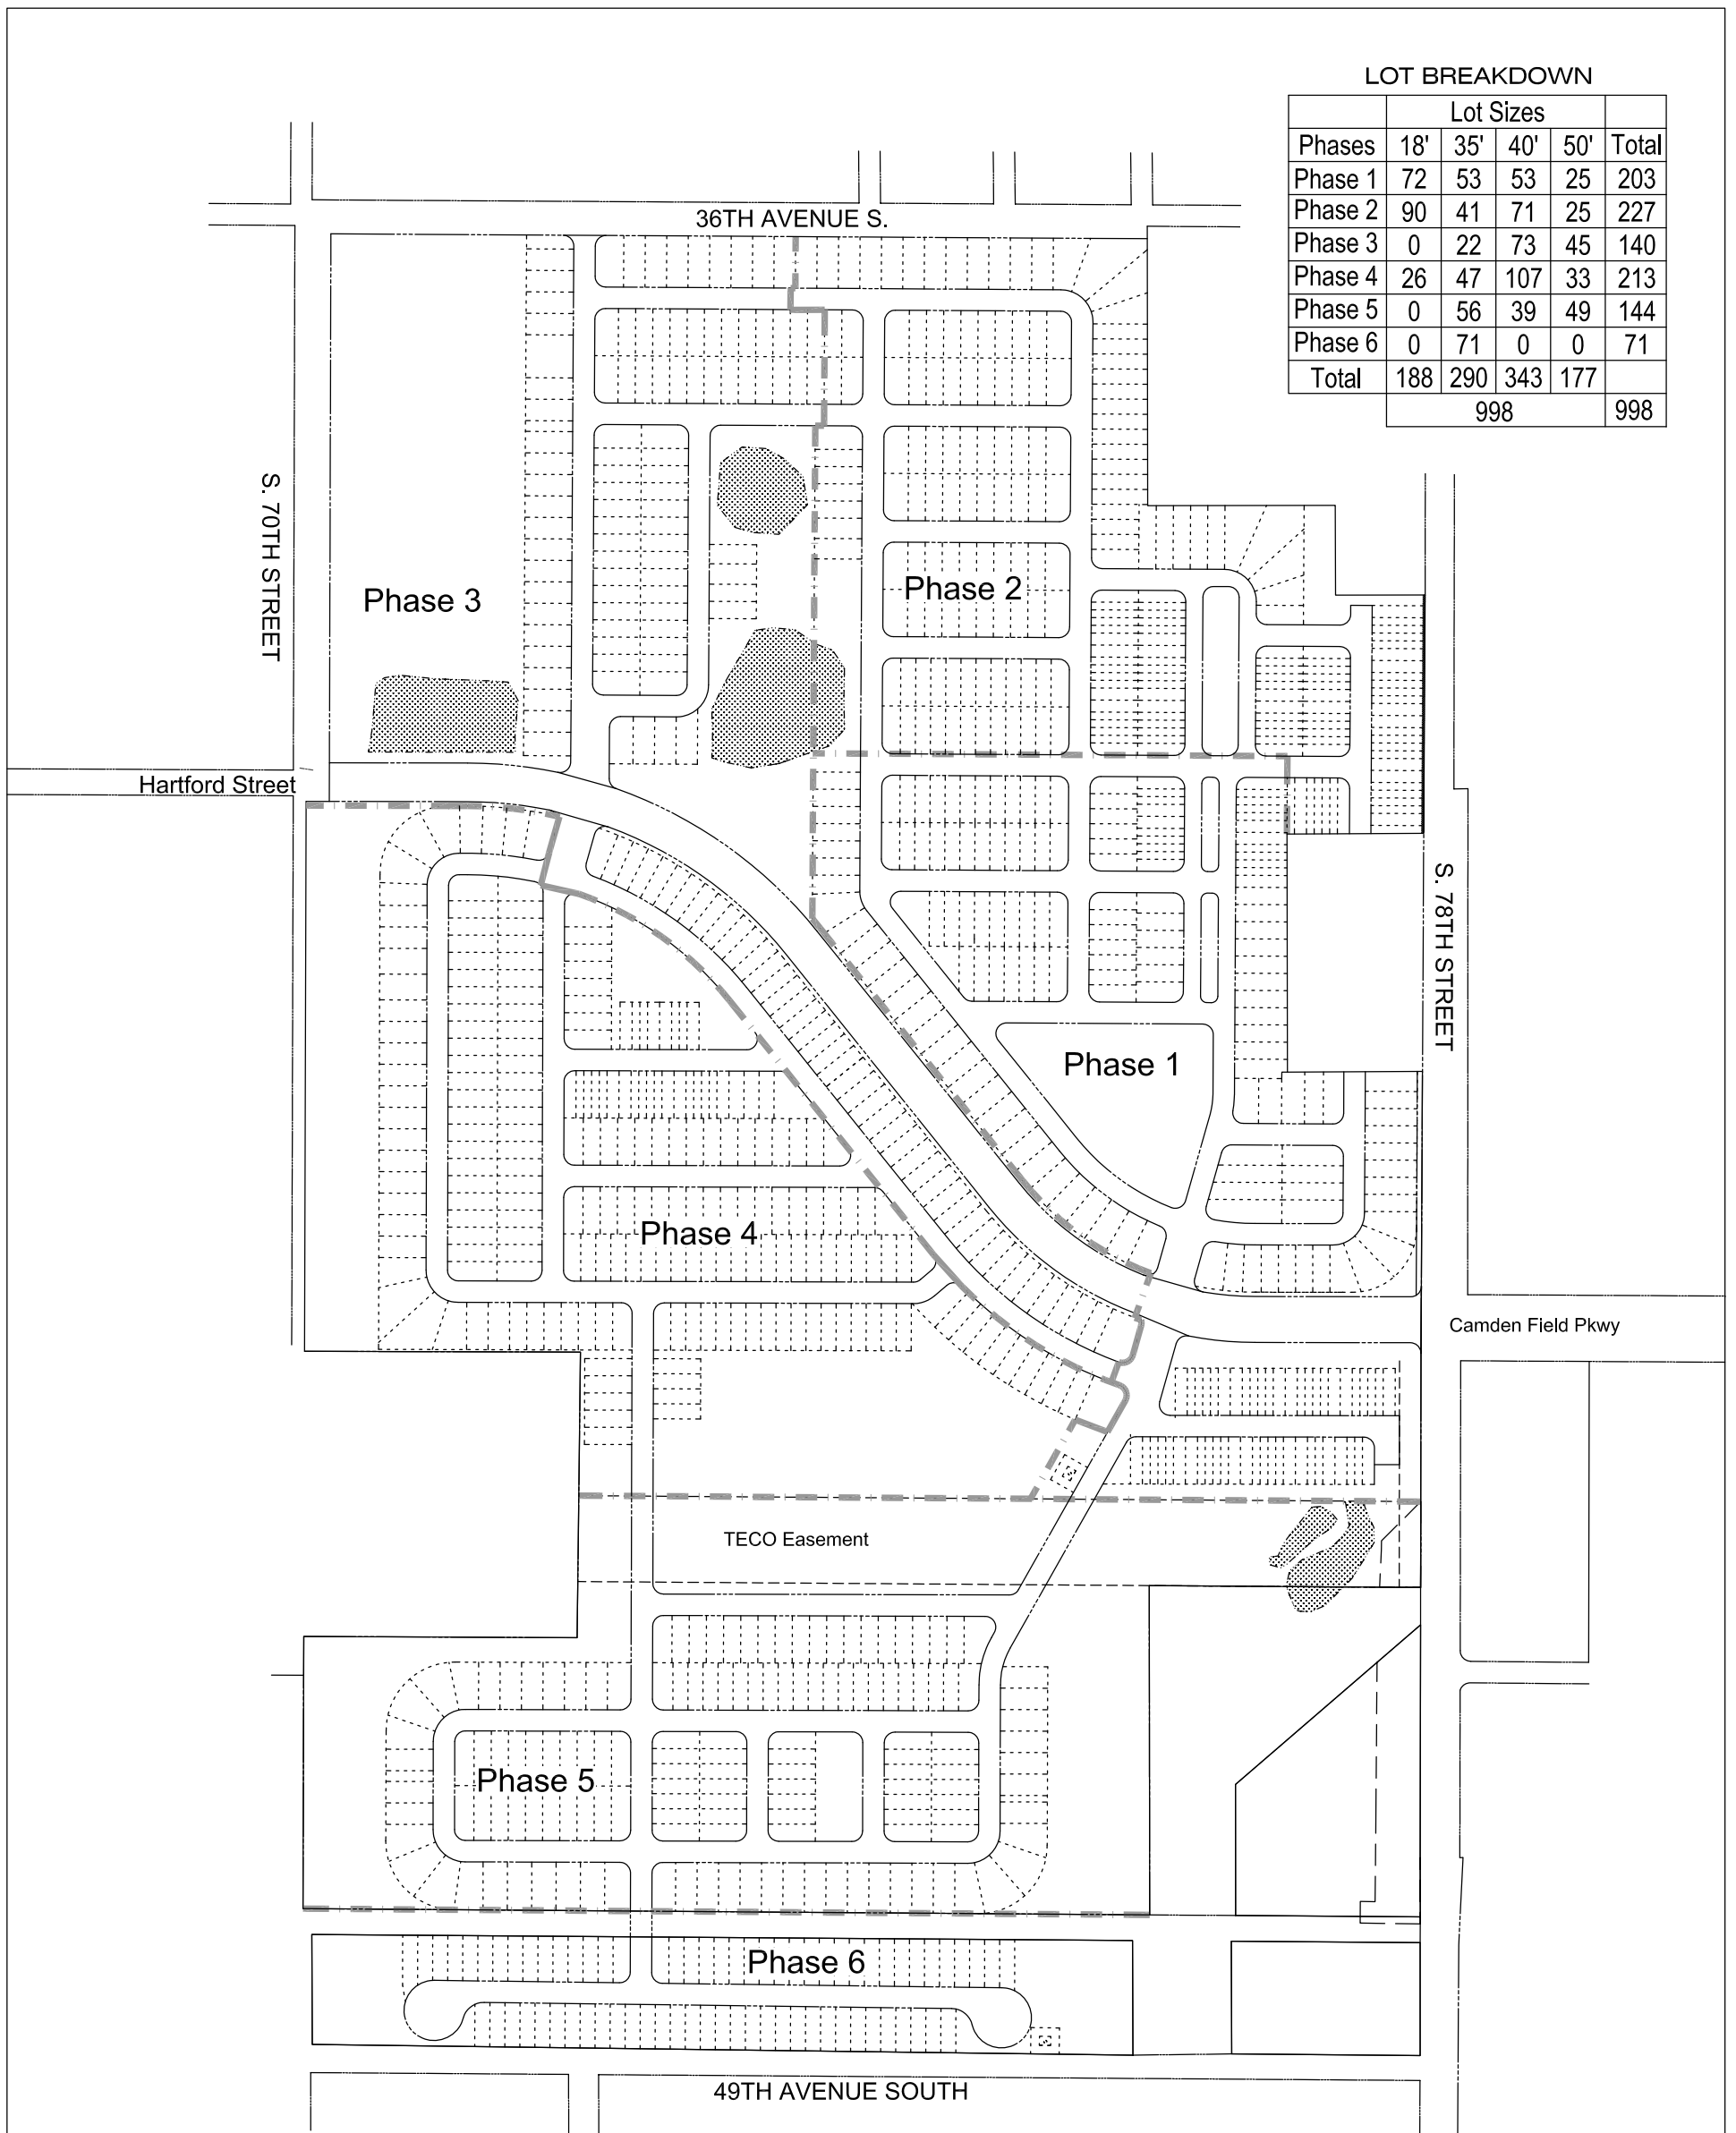 LOT BREAKDOWN
Lot Sizes
Phases 18' 35' 40' 50' Total
Phase 1 72 53 53 25 203
Phase 2 90 41 71 25 227
Phase 3 0 22 73 45 140
Phase 4 26 47 107 33 213
Phase 5 0 56 39 49 144
Phase 6 0 71 0 0 71
Total 188 290 343 177
998 998
36TH AVENUE S.
S. 70TH STREET
Phase 3
Phase 2
Hartford Street
S. 78TH STREET
Phase 1
Phase 4
Camden Field Pkwy
TECO Easement
Phase 5
Phase 6
49TH AVENUE SOUTH